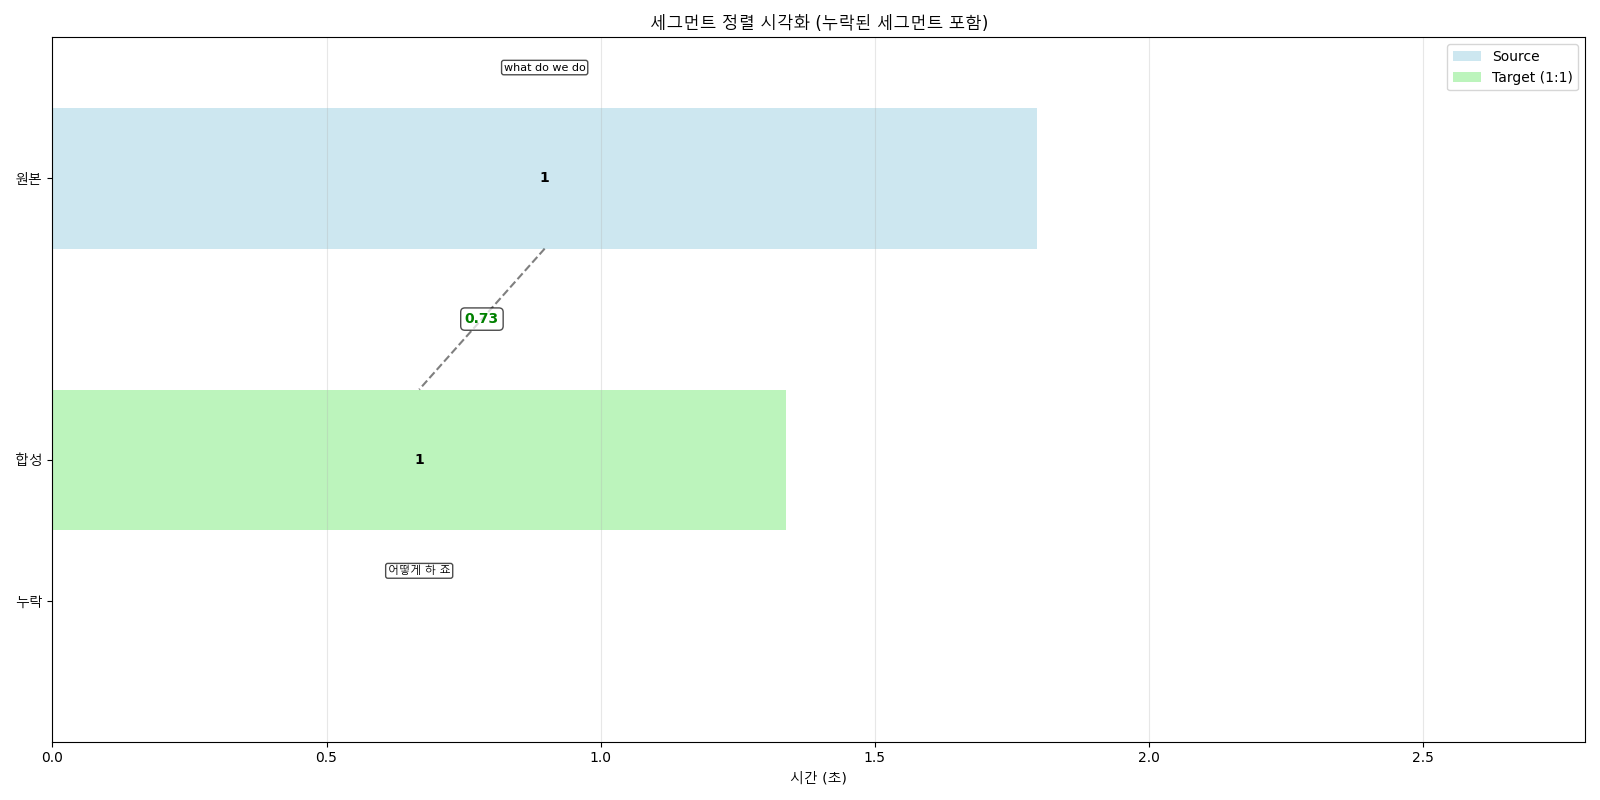 세그먼트 정렬 시각화 (누락된 세그먼트 포함)
what do we do
Source
Target (1:1)
원본
1
0.73
합성
1
어떻게 하 죠
누락
0.0 0.5 1.0 1.5 2.0 2.5
시간 (초)